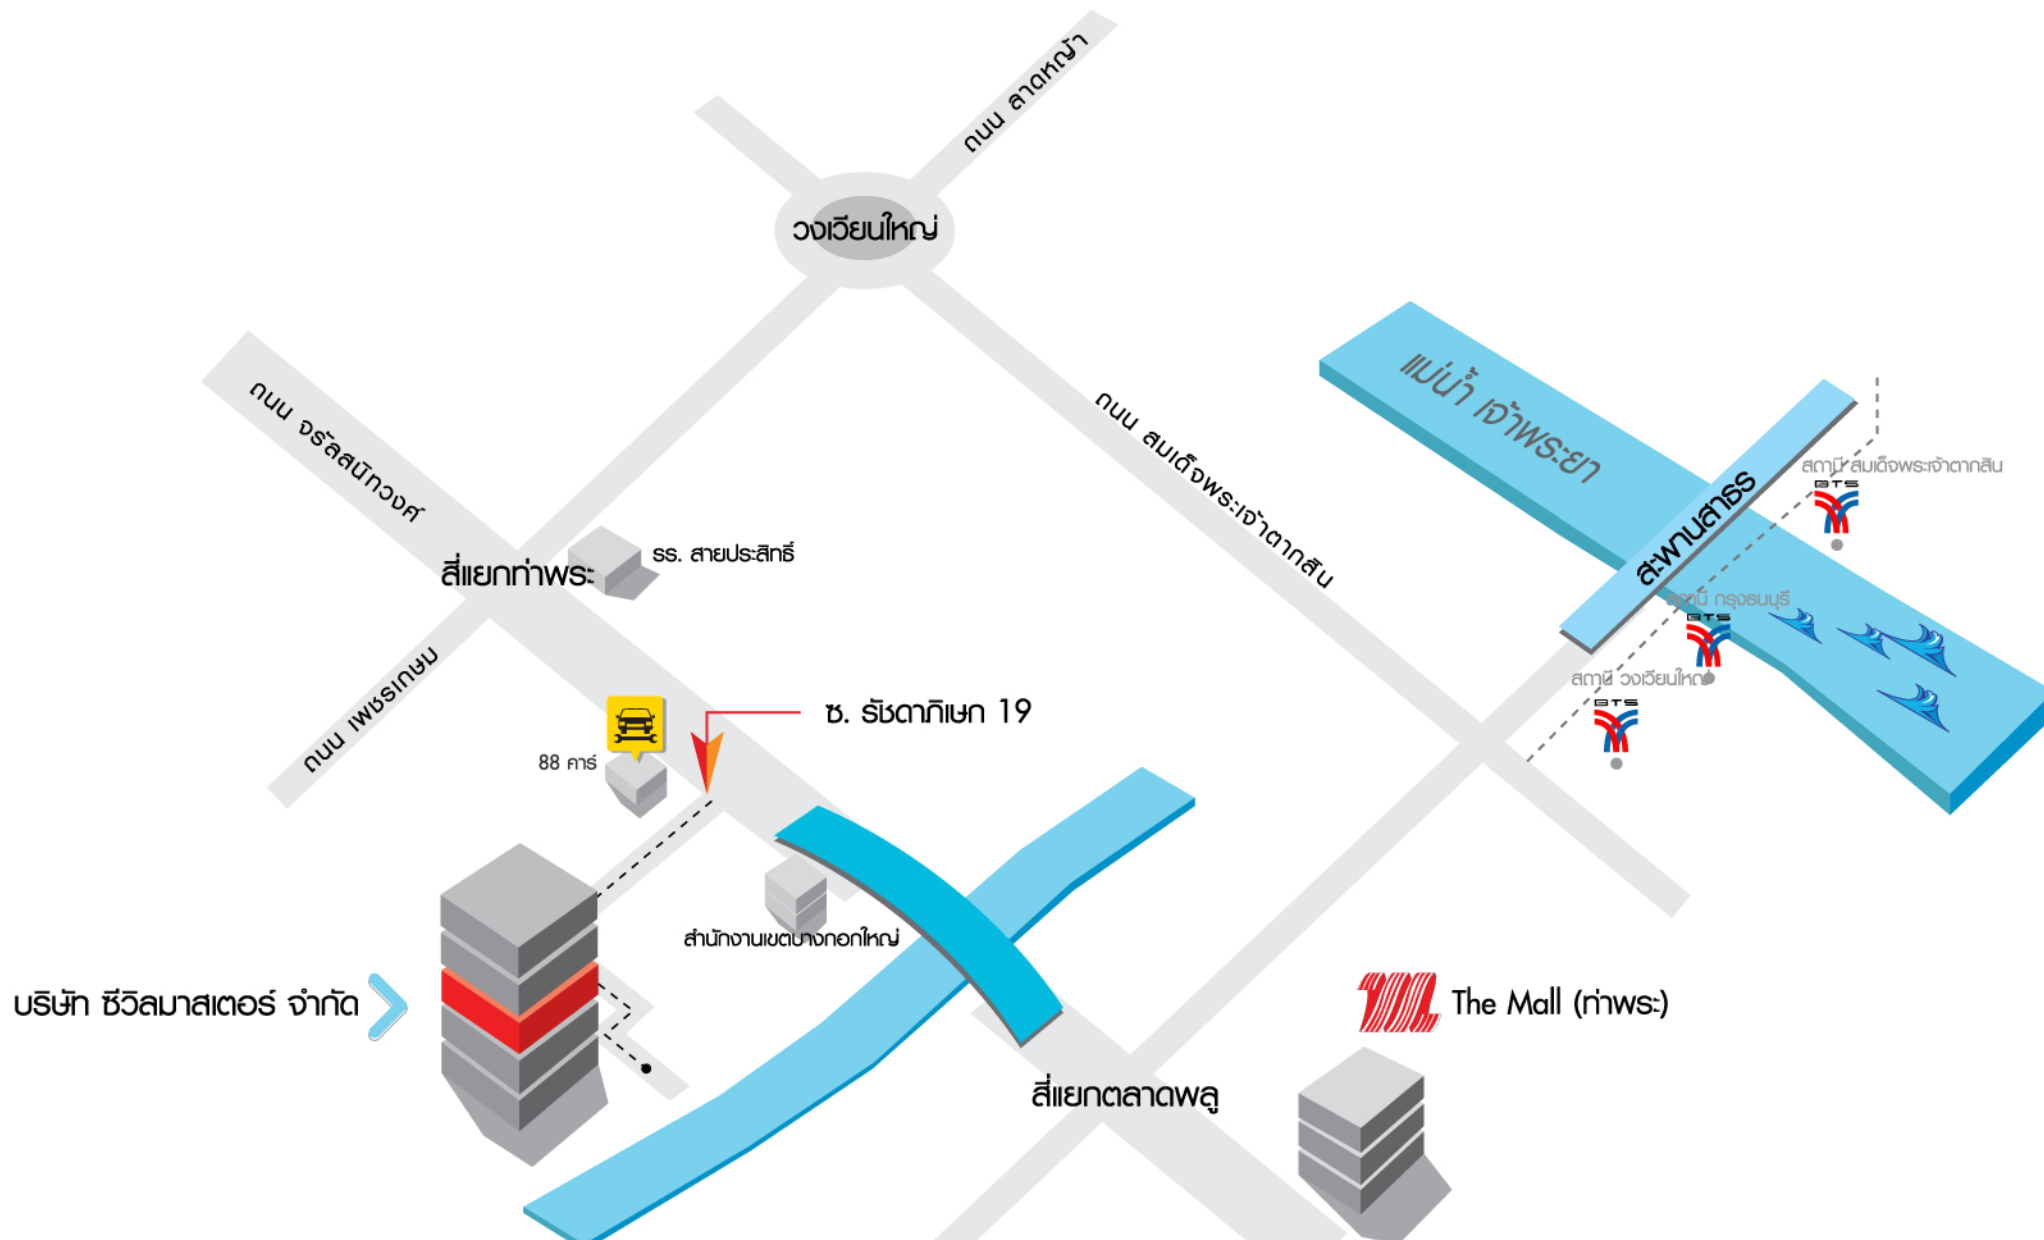 ถนน ลาดหญ้า
วงเวียนใหญ่
ถนน จรัลสนิทวงศ์
ถนน สมเด็จพระเจ้าตากสิน
แม่น้ำ เจ้าพระยา
สถานี สมเด็จพระเจ้าตากสิน
BTS
สะพานสาธร
สี่แยกท่าพระ
รร. สายประสิทธิ์
สถานี กรุงธนบุรี
BTS
ถนน เพชรเกษม
สถานี วงเวียนใหญ่
BTS
ซ. รัชดาภิเษก 19
88 คาร์
สำนักงานเขตบางกอกใหญ่
บริษัท ซีวิลมาสเตอร์ จำกัด
The Mall (ท่าพระ)
สี่แยกตลาดพลู